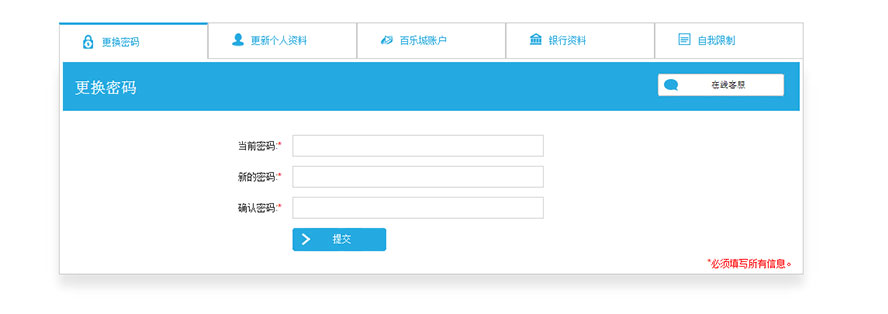 更换密码
更新个人资料
百乐城账户
银行资料
自我限制
更换密码
在线客服
当前密码:*
新的密码:*
确认密码:*
提交
*必须填写所有信息。